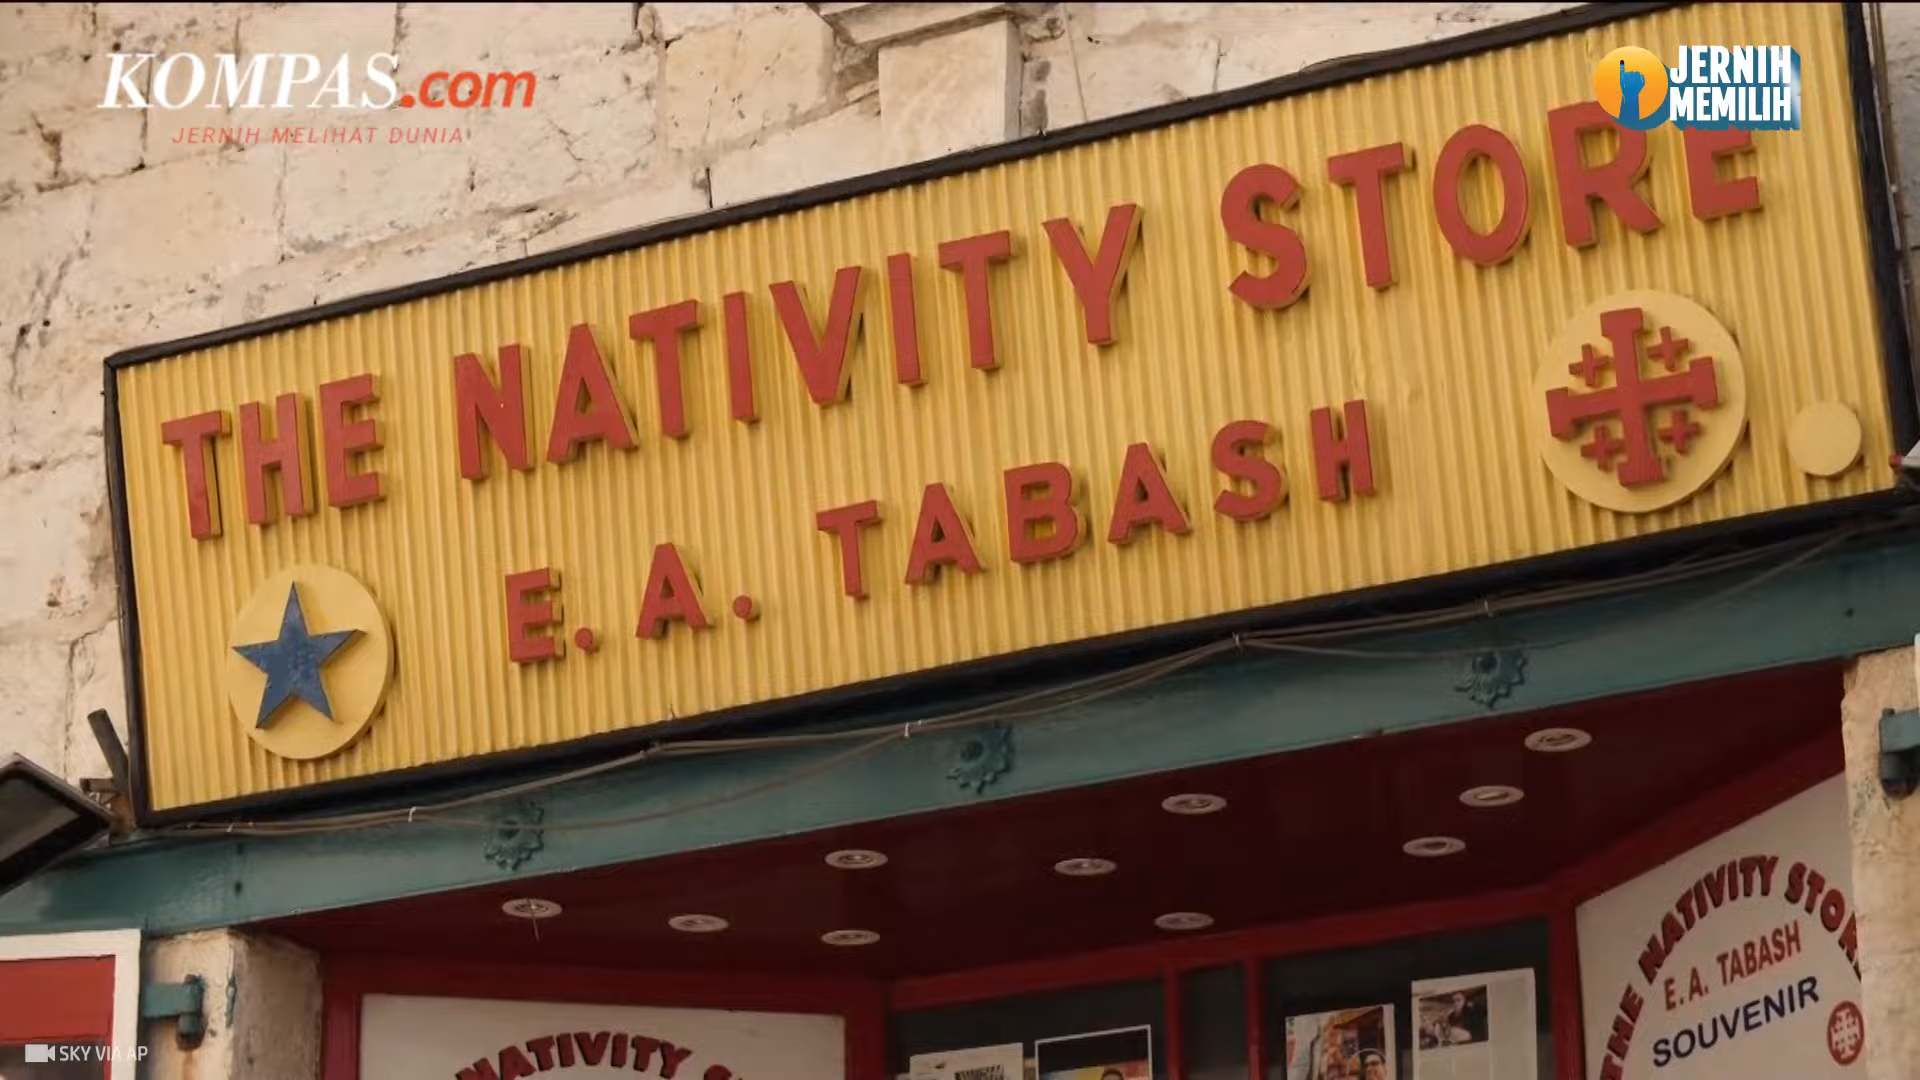 KOMPAS.com
JERNIH MELIHAT DUNIA
JERNIH
MEMILIH
THE NATIVITY STORE
E. A. TABASH
THE NATIVITY STORE
E.A. TABASH
SOUVENIR
NATIVITY
SKY VIA AP